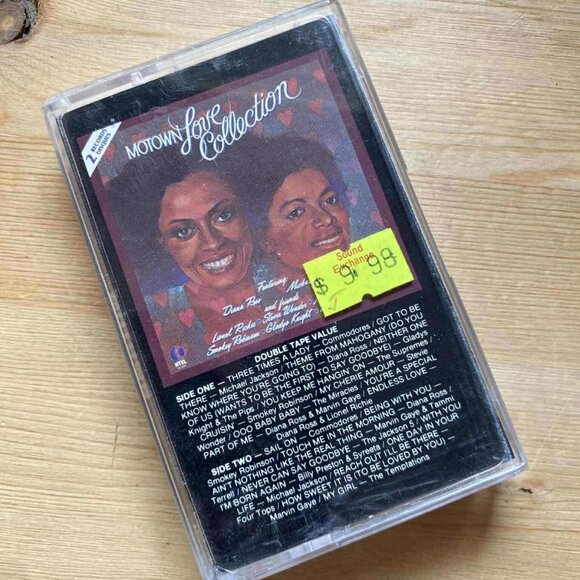 2 RECORDS
DISQUES
MOTOWN Love
Collection
Featuring
Diana Ross Micha
and friends
Lionel Richie Stevie Wonder
Smokey Robinson Gladys Knight
Sound
Exchange
$ 9.98
KTEL
DOUBLE TAPE VALUE
SIDE ONE — THREE TIMES A LADY — Commodores / GOT TO BE
THERE — Michael Jackson / THEME FROM MAHOGANY (DO YOU
KNOW WHERE YOU'RE GOING TO) — Diana Ross / NEITHER ONE
OF US (WANTS TO BE THE FIRST TO SAY GOODBYE) — Gladys
Knight & The Pips / YOU KEEP ME HANGIN' ON — The Supremes /
CRUISIN' — Smokey Robinson / MY CHERIE AMOUR — Stevie
Wonder / OOO BABY BABY — The Miracles / YOU'RE A SPECIAL
PART OF ME — Diana Ross & Marvin Gaye / ENDLESS LOVE —
Diana Ross & Lionel Richie
SIDE TWO — SAIL ON — Commodores / BEING WITH YOU —
Smokey Robinson / TOUCH ME IN THE MORNING — Diana Ross /
AIN'T NOTHING LIKE THE REAL THING — Marvin Gaye & Tammi
Terrell / NEVER CAN SAY GOODBYE — The Jackson 5 / WITH YOU
I'M BORN AGAIN — Billy Preston & Syreeta / ONE DAY IN YOUR
LIFE — Michael Jackson / REACH OUT I'LL BE THERE —
Four Tops / HOW SWEET IT IS (TO BE LOVED BY YOU) —
Marvin Gaye / MY GIRL — The Temptations